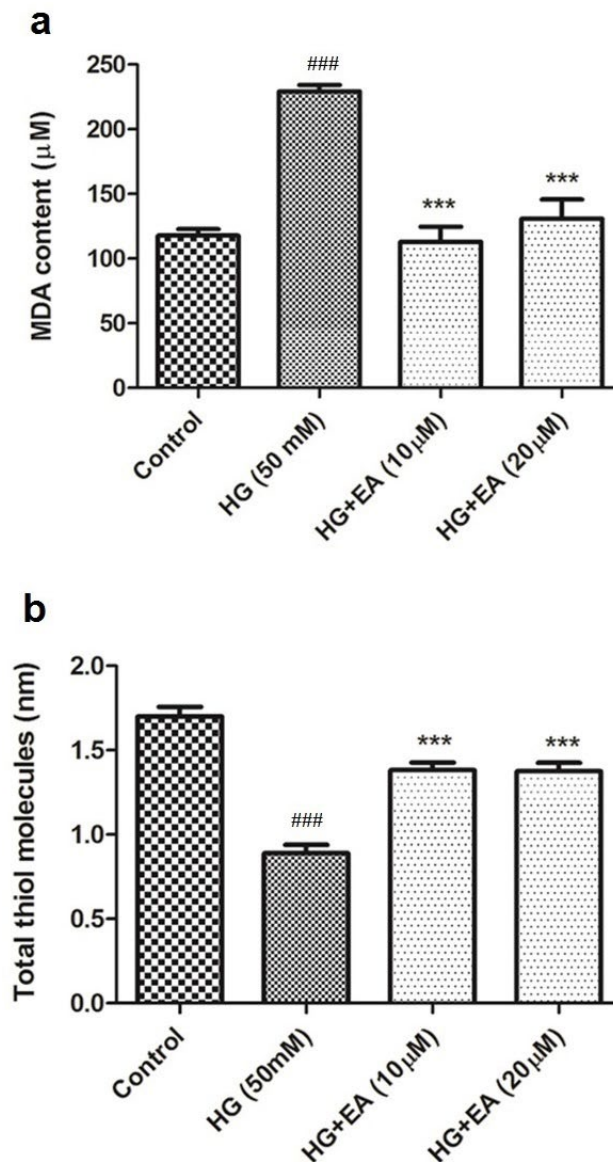 a
MDA content (μM)
250
200
150
100
50
0
###
***
***
Control
HG (50 mM)
HG+EA (10μM)
HG+EA (20μM)
b
Total thiol molecules (nm)
2.0
1.5
1.0
0.5
0.0
###
***
***
Control
HG (50mM)
HG+EA (10μM)
HG+EA (20μM)